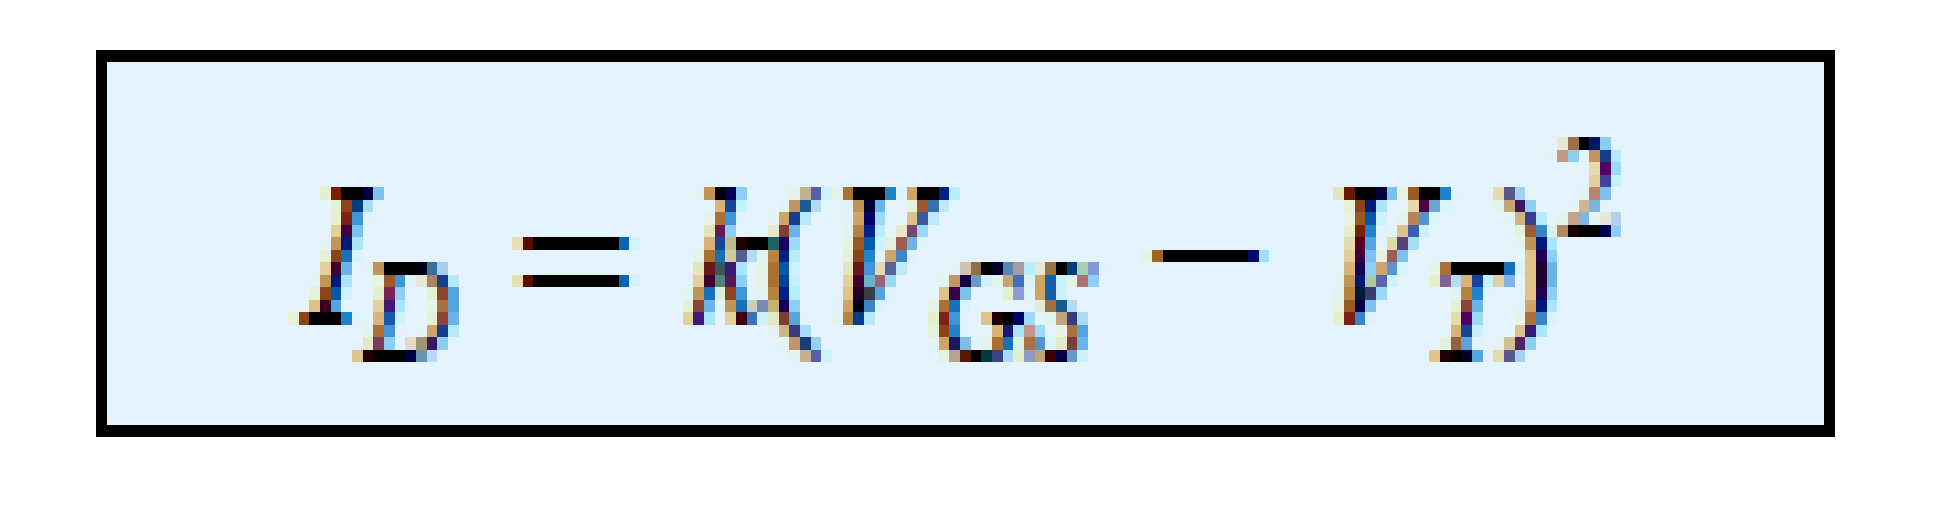 I_D = k(V_GS − V_T)²